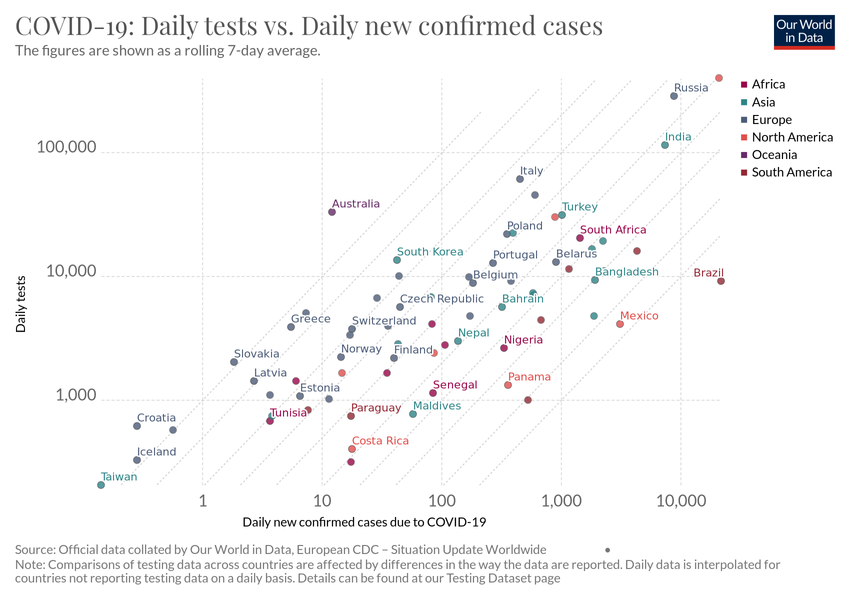 COVID-19: Daily tests vs. Daily new confirmed cases
The figures are shown as a rolling 7-day average.
Our World
in Data
Russia
Africa
Asia
Europe
North America
Oceania
South America
India
100,000
Italy
Australia
Turkey
Poland
South Africa
South Korea
Portugal
Belarus
10,000
Belgium
Bangladesh
Brazil
Daily tests
Czech Republic
Bahrain
Greece
Switzerland
Mexico
Nepal
Slovakia
Norway
Finland
Nigeria
Latvia
Estonia
Senegal
Panama
1,000
Tunisia
Paraguay
Maldives
Croatia
Costa Rica
Iceland
Taiwan
1
10
100
1,000
10,000
Daily new confirmed cases due to COVID-19
Source: Official data collated by Our World in Data, European CDC – Situation Update Worldwide
Note: Comparisons of testing data across countries are affected by differences in the way the data are reported. Daily data is interpolated for
countries not reporting testing data on a daily basis. Details can be found at our Testing Dataset page